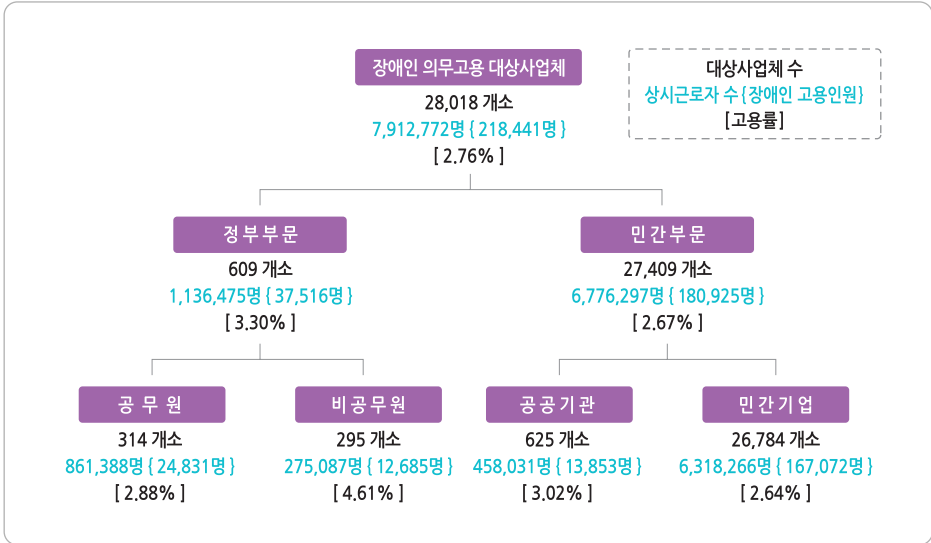 장애인 의무고용 대상사업체
28,018 개소
7,912,772명 { 218,441명 }
[ 2.76% ]
대상사업체 수
상시근로자 수 {장애인 고용인원}
[고용률]
정부부문
609 개소
1,136,475명 { 37,516명 }
[ 3.30% ]
민간부문
27,409 개소
6,776,297명 { 180,925명 }
[ 2.67% ]
공 무 원
314 개소
861,388명 { 24,831명 }
[ 2.88% ]
비공무원
295 개소
275,087명 { 12,685명 }
[ 4.61% ]
공공기관
625 개소
458,031명 { 13,853명 }
[ 3.02% ]
민간기업
26,784 개소
6,318,266명 { 167,072명 }
[ 2.64% ]